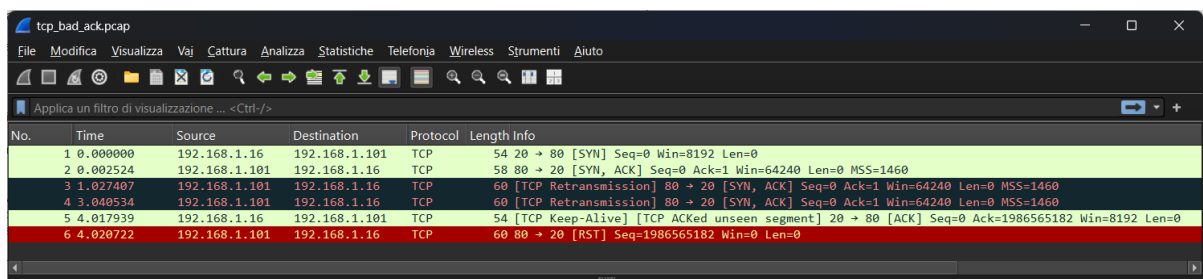 tcp_bad_ack.pcap
File Modifica Visualizza Vai Cattura Analizza Statistiche Telefonia Wireless Strumenti Aiuto
Applica un filtro di visualizzazione ... <Ctrl-/>
No. Time Source Destination Protocol Length Info
1 0.000000 192.168.1.16 192.168.1.101 TCP 54 20 → 80 [SYN] Seq=0 Win=8192 Len=0
2 0.002524 192.168.1.101 192.168.1.16 TCP 58 80 → 20 [SYN, ACK] Seq=0 Ack=1 Win=64240 Len=0 MSS=1460
3 1.027407 192.168.1.101 192.168.1.16 TCP 60 [TCP Retransmission] 80 → 20 [SYN, ACK] Seq=0 Ack=1 Win=64240 Len=0 MSS=1460
4 3.040534 192.168.1.101 192.168.1.16 TCP 60 [TCP Retransmission] 80 → 20 [SYN, ACK] Seq=0 Ack=1 Win=64240 Len=0 MSS=1460
5 4.017939 192.168.1.16 192.168.1.101 TCP 54 [TCP Keep-Alive] [TCP ACKed unseen segment] 20 → 80 [ACK] Seq=0 Ack=1986565182 Win=8192 Len=0
6 4.020722 192.168.1.101 192.168.1.16 TCP 60 80 → 20 [RST] Seq=1986565182 Win=0 Len=0